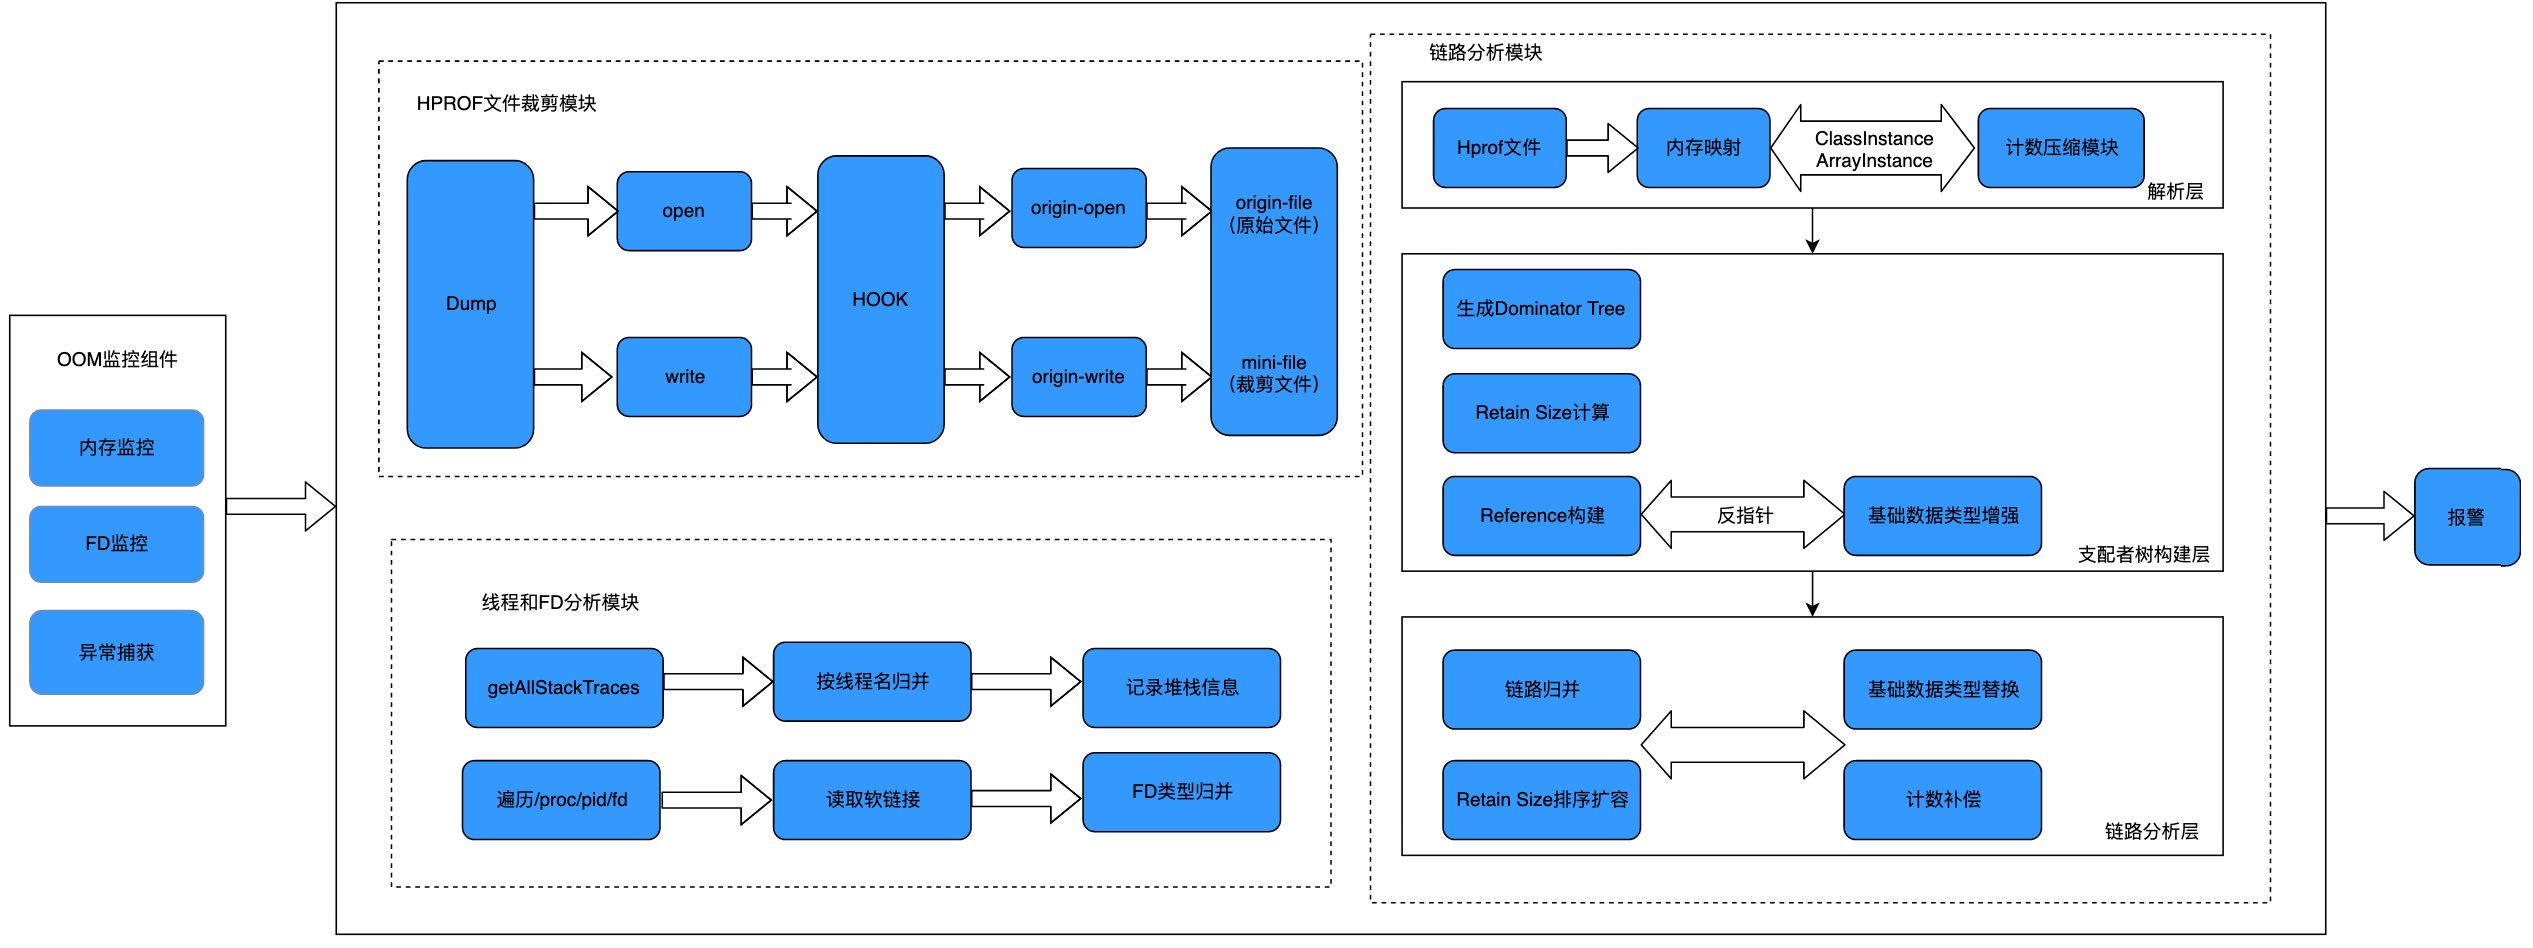 OOM监控组件
内存监控
FD监控
异常捕获
HPROF文件裁剪模块
Dump
open
write
HOOK
origin-open
origin-write
origin-file
（原始文件）
mini-file
（裁剪文件）
线程和FD分析模块
getAllStackTraces
按线程名归并
记录堆栈信息
遍历/proc/pid/fd
读取软链接
FD类型归并
链路分析模块
Hprof文件
内存映射
ClassInstance
ArrayInstance
计数压缩模块
解析层
生成Dominator Tree
Retain Size计算
Reference构建
反指针
基础数据类型增强
支配者树构建层
链路归并
基础数据类型替换
Retain Size排序扩容
计数补偿
链路分析层
报警